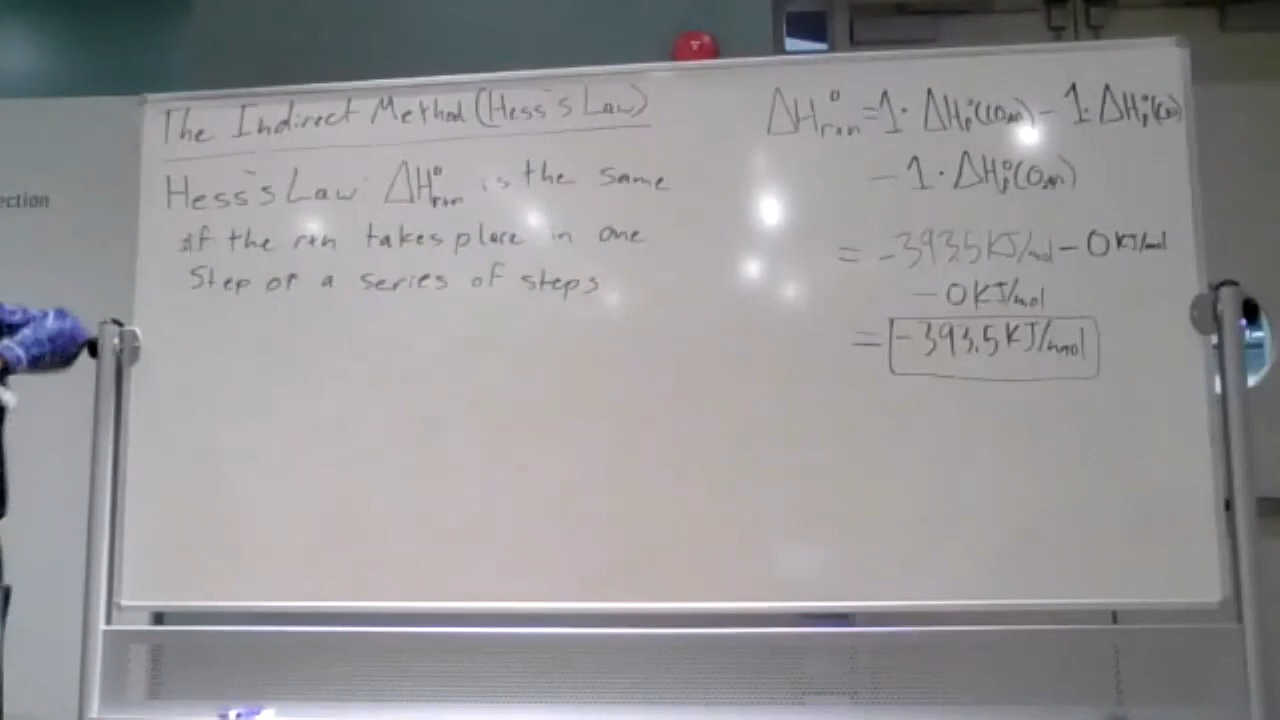 The Indirect Method (Hess's Law)
Hess's Law: ΔH°rxn is the same
if the rxn takes place in one
Step or a series of steps
ΔH°rxn = 1· ΔH°f(CO2(g)) - 1· ΔH°f(C(s))
- 1· ΔH°f(O2(g))
= -393.5 KJ/mol - 0 KJ/mol
- 0 KJ/mol
= -393.5 KJ/mol
ection